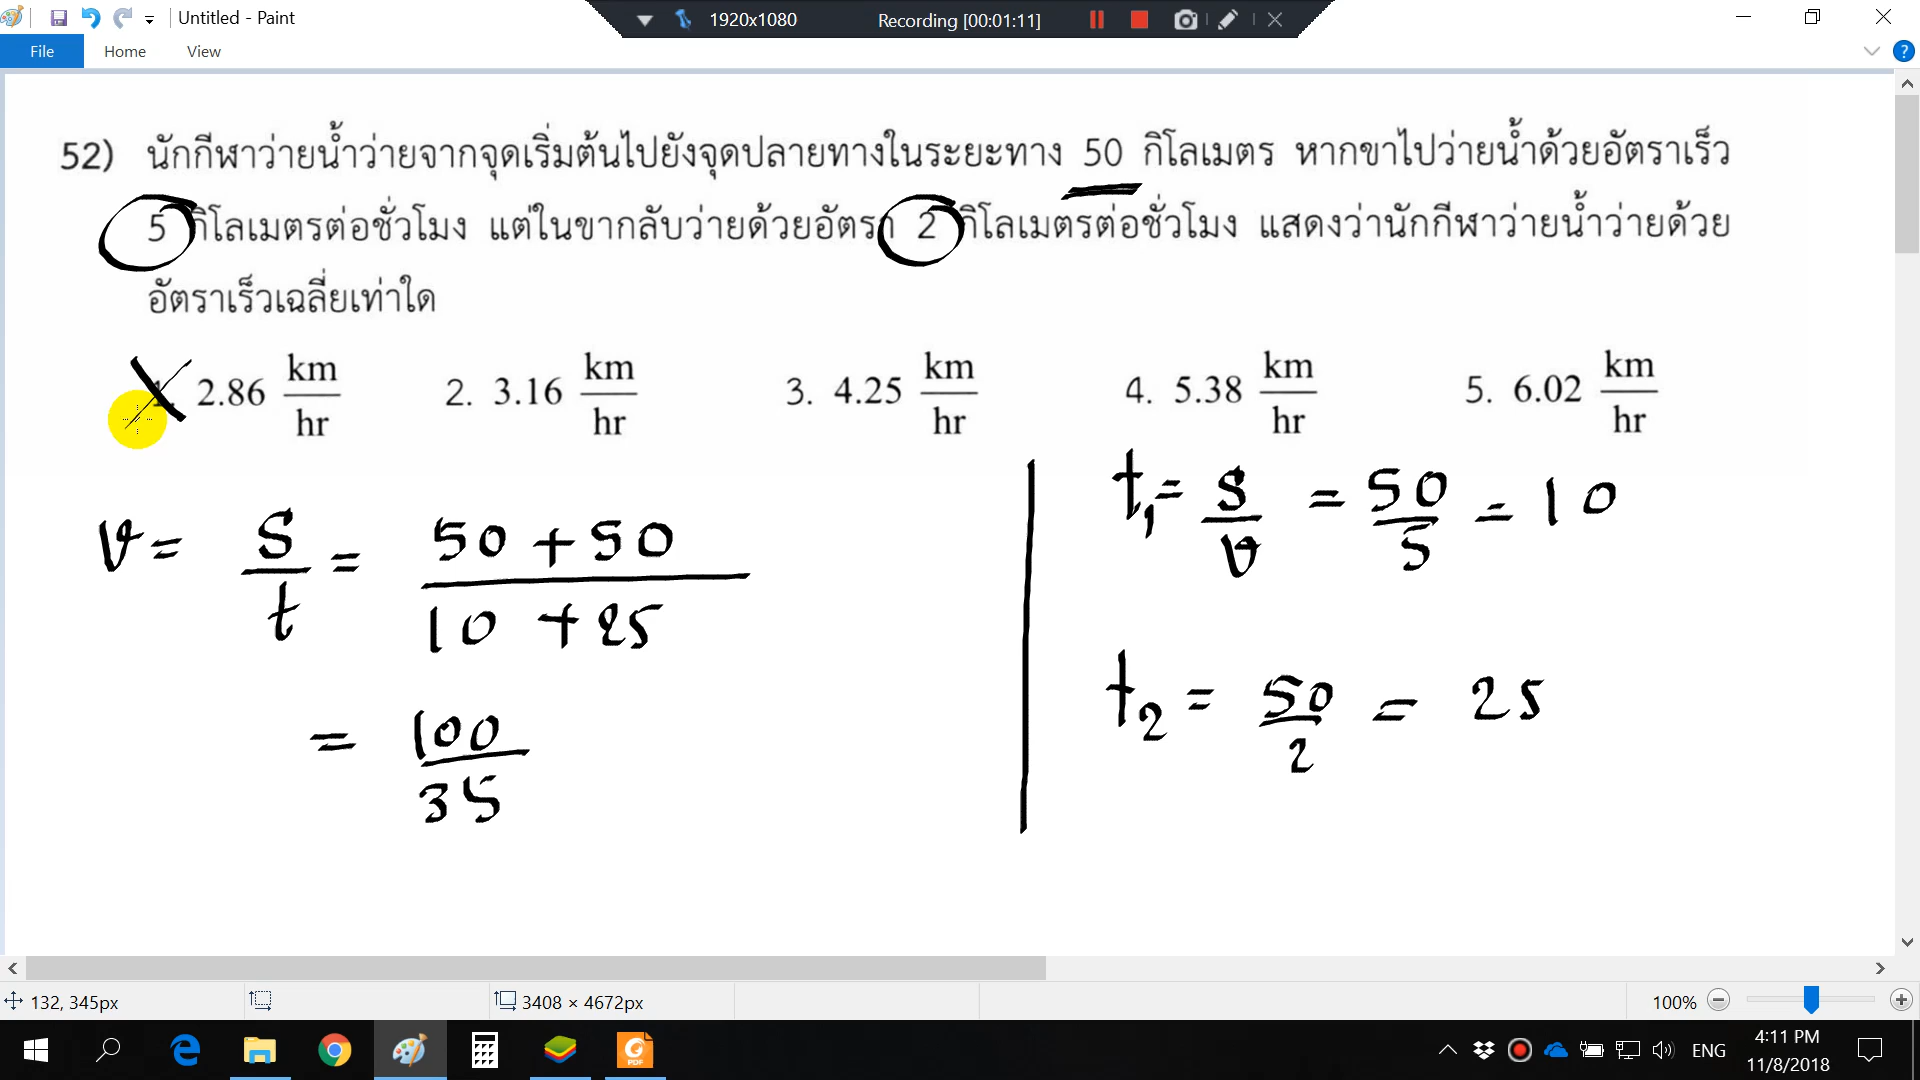 Untitled - Paint
1920x1080
Recording [00:01:11]
File Home View
52) นักกีฬาว่ายน้ำว่ายจากจุดเริ่มต้นไปยังจุดปลายทางในระยะทาง 50 กิโลเมตร หากขาไปว่ายน้ำด้วยอัตราเร็ว
5 กิโลเมตรต่อชั่วโมง แต่ในขากลับว่ายด้วยอัตรา 2 กิโลเมตรต่อชั่วโมง แสดงว่านักกีฬาว่ายน้ำว่ายด้วย
อัตราเร็วเฉลี่ยเท่าใด
1. 2.86 km/hr 2. 3.16 km/hr 3. 4.25 km/hr 4. 5.38 km/hr 5. 6.02 km/hr
v = s/t = 50 + 50 / 10 + 25
= 100/35
t1 = s/v = 50/5 = 10
t2 = 50/2 = 25
132, 345px
3408 × 4672px
100%
ENG
4:11 PM
11/8/2018